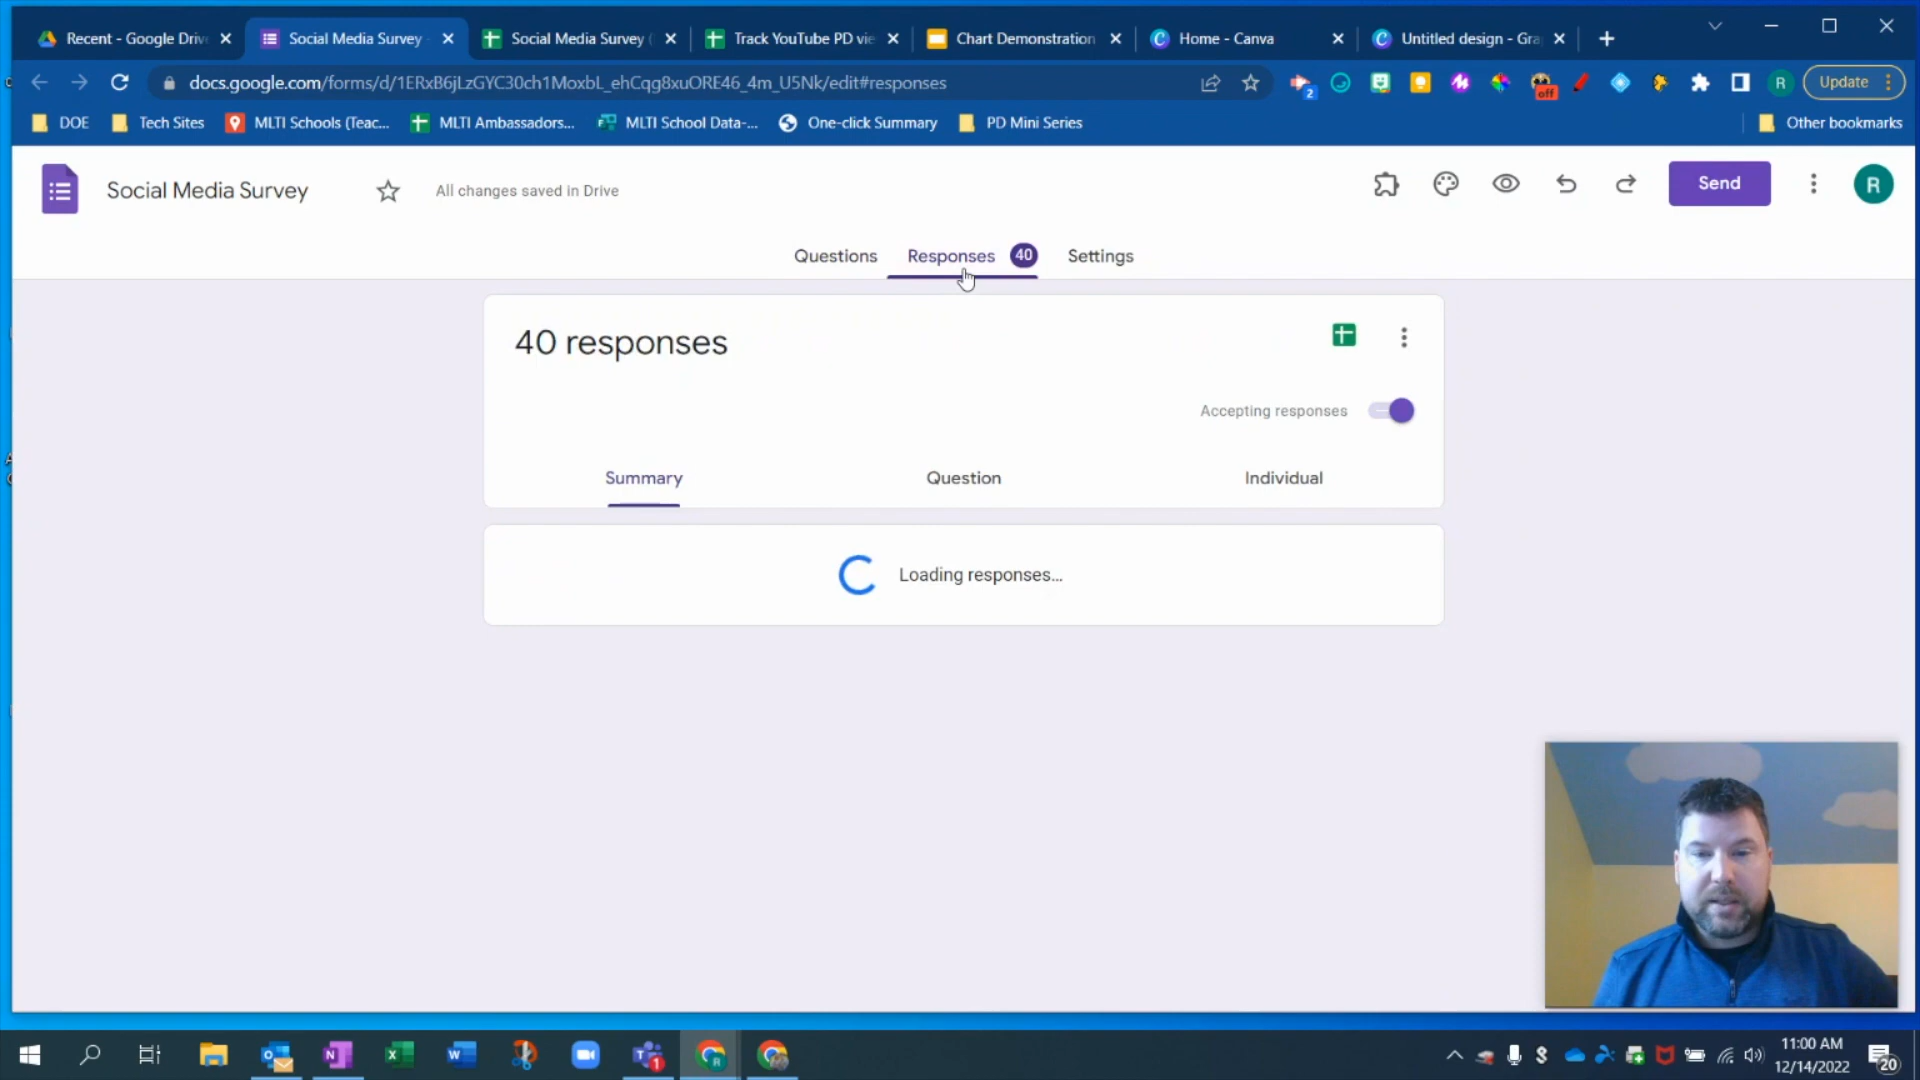 Recent - Google Driv
Social Media Survey -
Social Media Survey (
Track YouTube PD vie
Chart Demonstration
Home - Canva
Untitled design - Gra
docs.google.com/forms/d/1ERxB6jLzGYC30ch1MoxbL_ehCqg8xuORE46_4m_U5Nk/edit#responses
2
off
R
Update
DOE
Tech Sites
MLTI Schools (Teac...
MLTI Ambassadors...
MLTI School Data-...
One-click Summary
PD Mini Series
Other bookmarks
Social Media Survey
All changes saved in Drive
Send
R
Questions
Responses 40
Settings
40 responses
Accepting responses
Summary
Question
Individual
Loading responses...
11:00 AM
12/14/2022
20